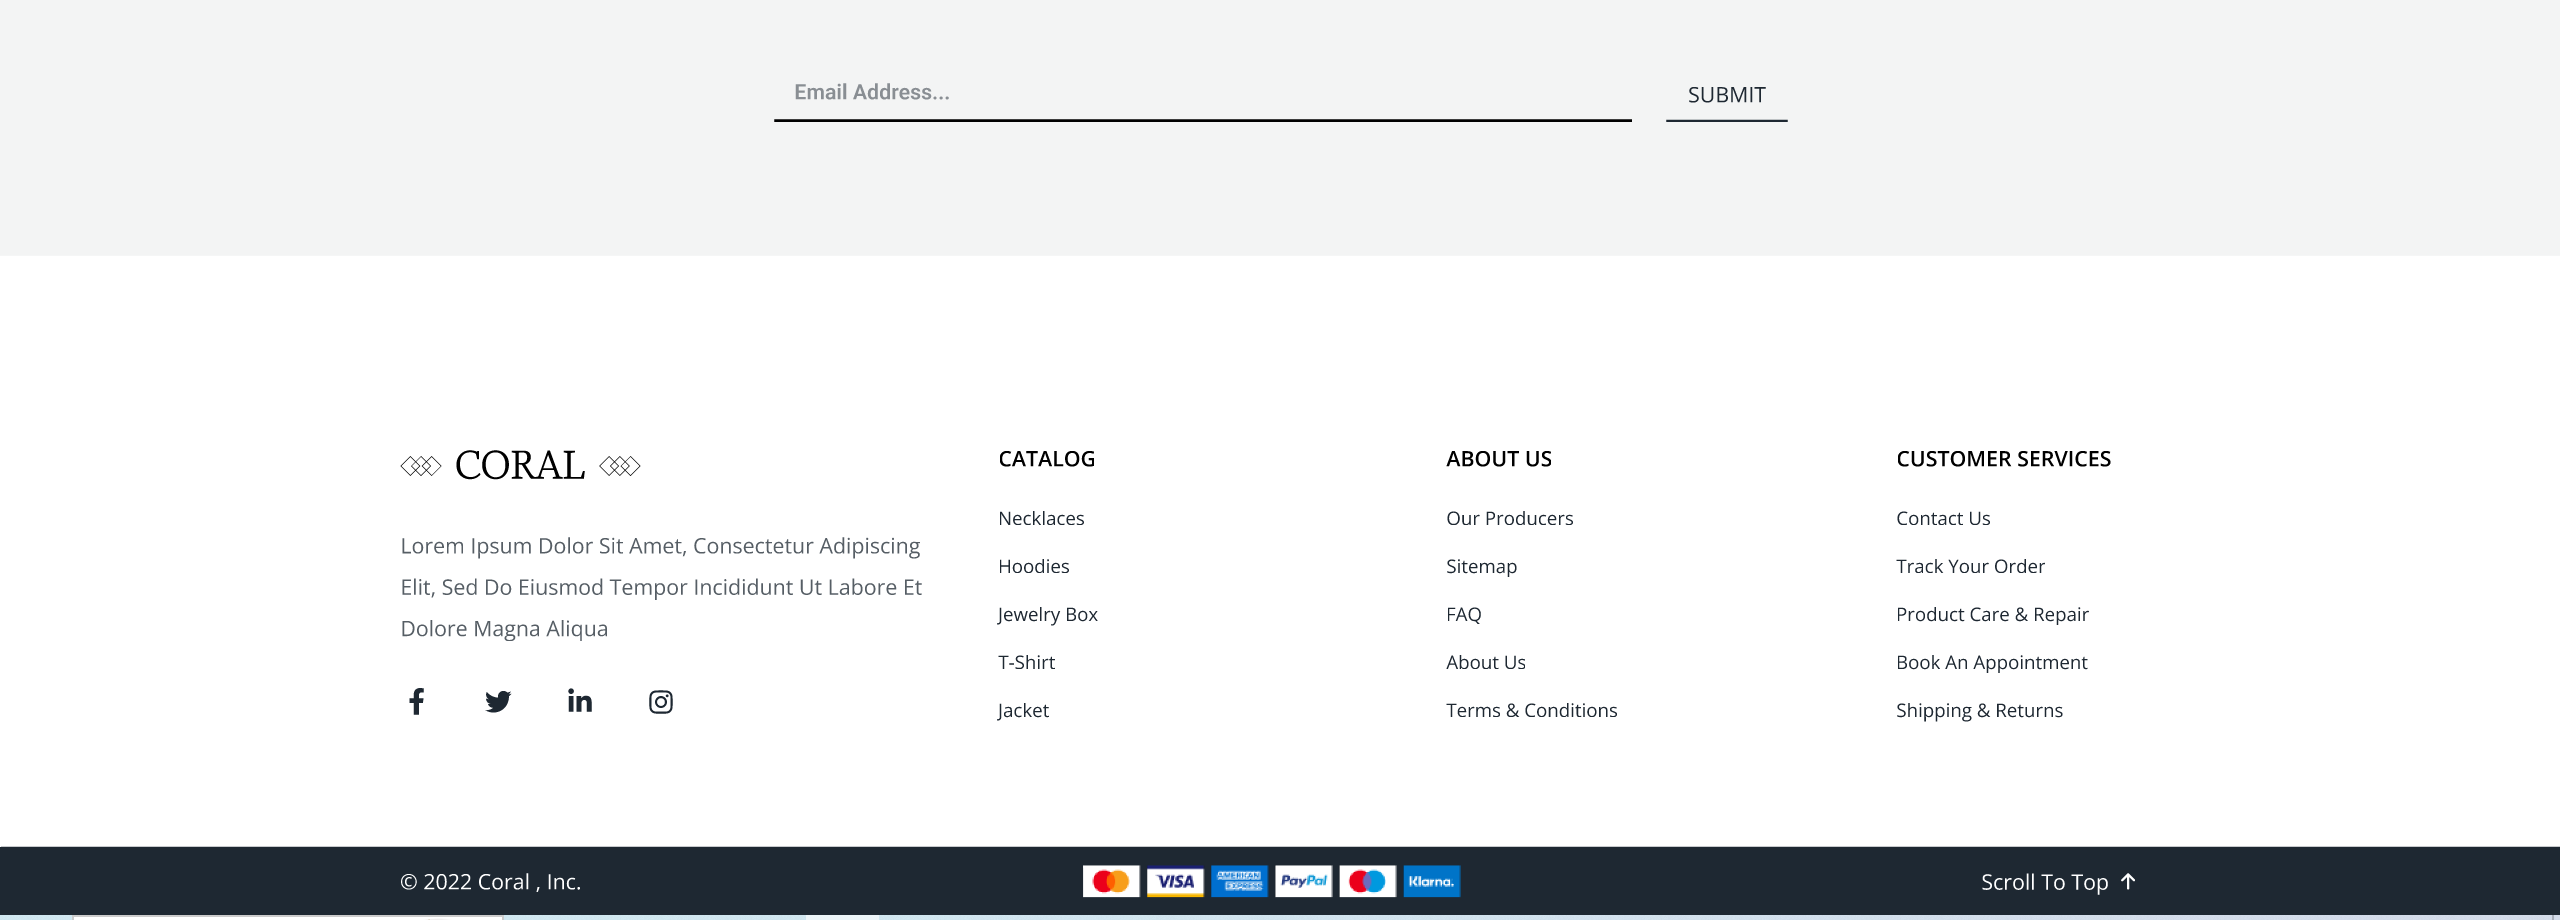 Email Address...
SUBMIT
CORAL
Lorem Ipsum Dolor Sit Amet, Consectetur Adipiscing
Elit, Sed Do Eiusmod Tempor Incididunt Ut Labore Et
Dolore Magna Aliqua
CATALOG
Necklaces
Hoodies
Jewelry Box
T-Shirt
Jacket
ABOUT US
Our Producers
Sitemap
FAQ
About Us
Terms & Conditions
CUSTOMER SERVICES
Contact Us
Track Your Order
Product Care & Repair
Book An Appointment
Shipping & Returns
© 2022 Coral , Inc.
VISA
AMERICAN
EXPRESS
PayPal
Klarna.
Scroll To Top